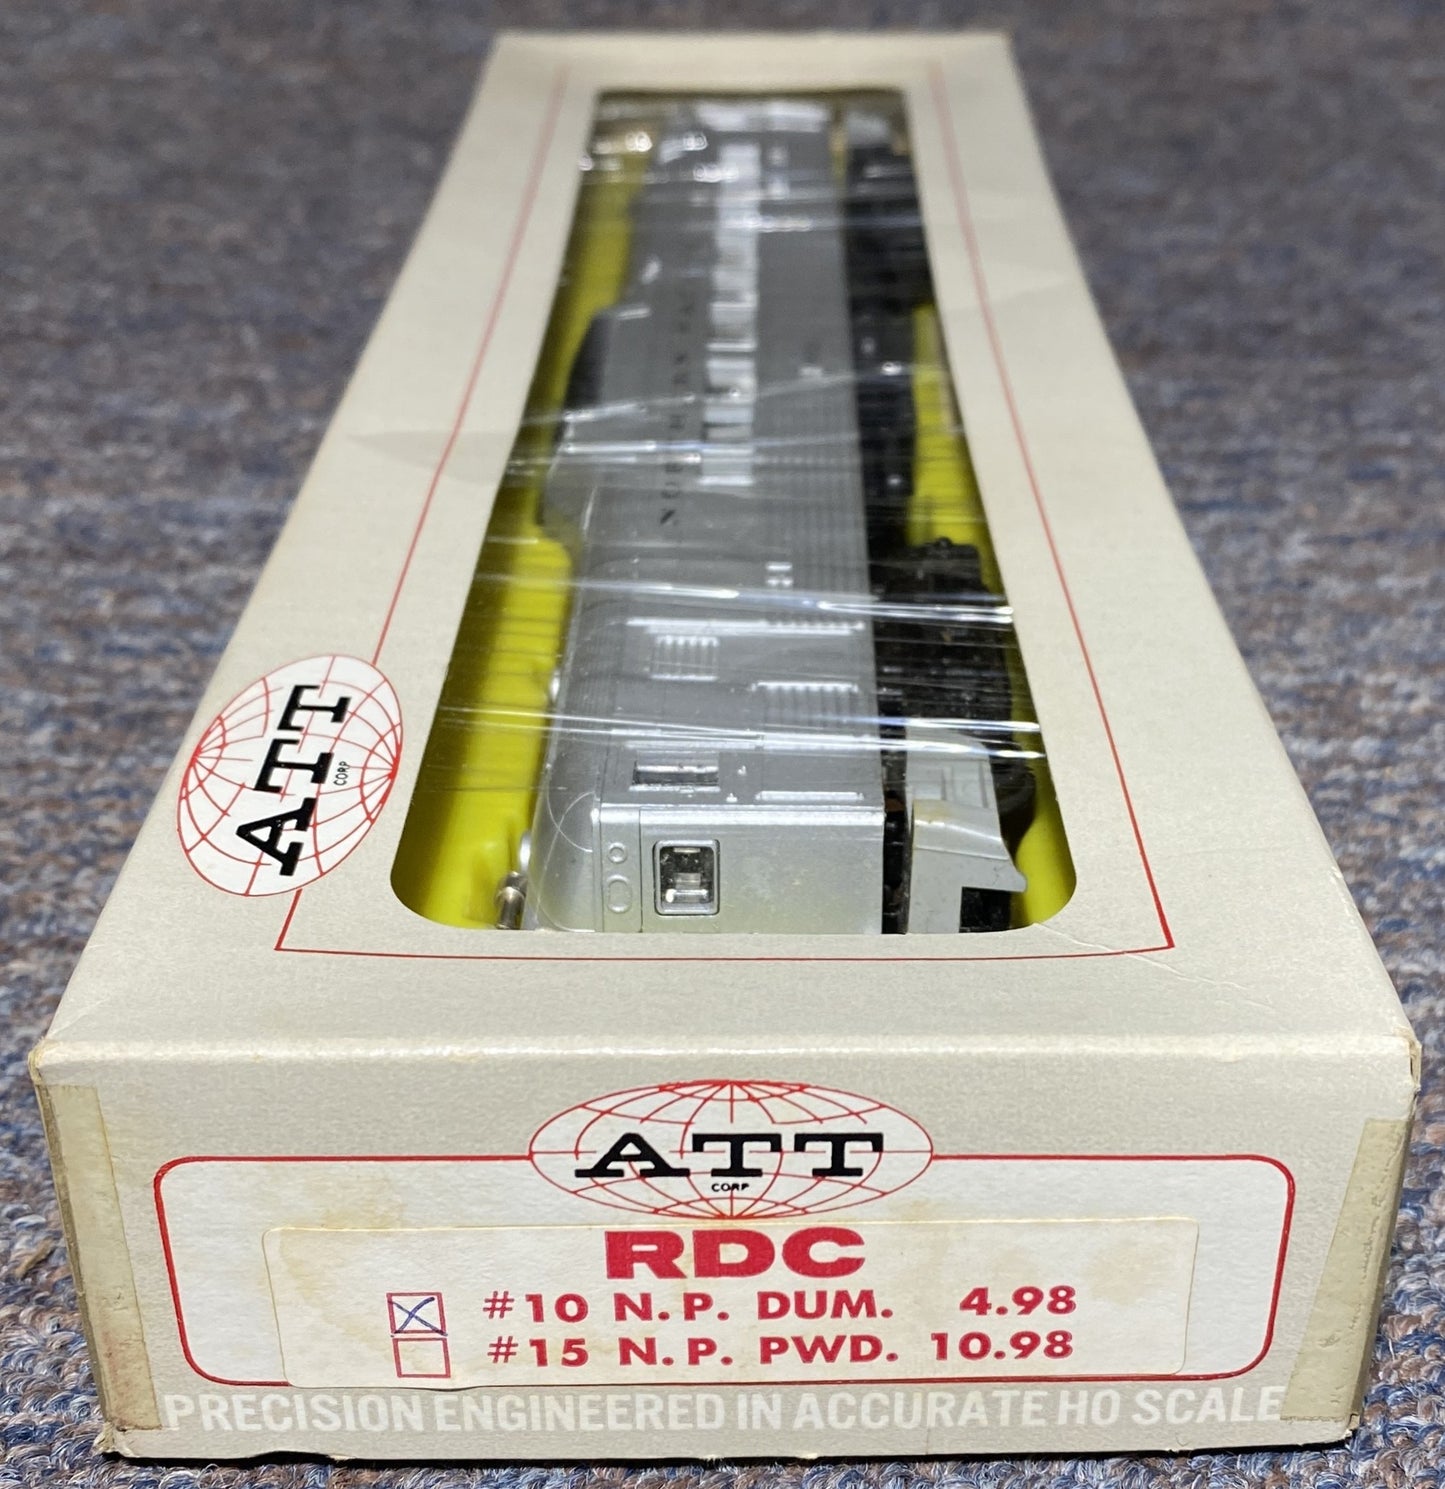 NORTHERN
ATT
CORP
ATT
CORP
RDC
#10 N.P. DUM. 4.98
#15 N.P. PWD. 10.98
PRECISION ENGINEERED IN ACCURATE HO SCALE